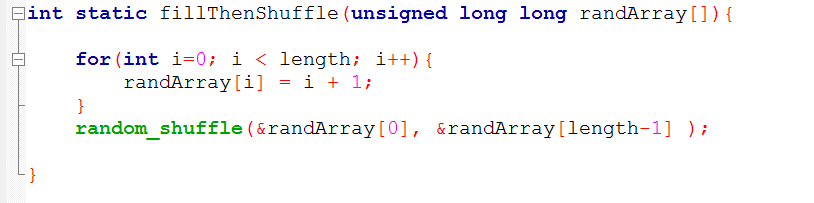 int static fillThenShuffle(unsigned long long randArray[]){
for(int i=0; i < length; i++){
randArray[i] = i + 1;
}
random_shuffle(&randArray[0], &randArray[length-1] );
}